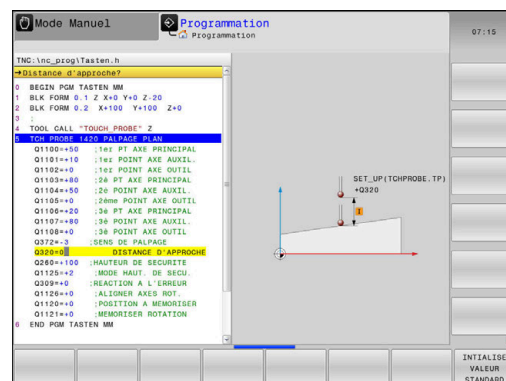 Mode Manuel
Programmation
Programmation
07:15
TNC:\nc_prog\Tasten.h
→Distance d'approche?
0 BEGIN PGM TASTEN MM
1 BLK FORM 0.1 Z X+0 Y+0 Z-20
2 BLK FORM 0.2 X+100 Y+100 Z+0
3 ;
4 TOOL CALL "TOUCH_PROBE" Z
5 TCH PROBE 1420 PALPAGE PLAN
Q1100=+50 ;1er PT AXE PRINCIPAL
Q1101=+10 ;1er POINT AXE AUXIL.
Q1102=+0 ;1er POINT AXE OUTIL
Q1103=+80 ;2è PT AXE PRINCIPAL
Q1104=+50 ;2è POINT AXE AUXIL.
Q1105=+0 ;2ème POINT AXE OUTIL
Q1106=+20 ;3è PT AXE PRINCIPAL
Q1107=+80 ;3è POINT AXE AUXIL.
Q1108=+0 ;3è POINT AXE OUTIL
Q372=-3 ;SENS DE PALPAGE
Q320=0 DISTANCE D'APPROCHE
Q260=+100 ;HAUTEUR DE SECURITE
Q1125=+2 ;MODE HAUT. DE SECU.
Q309=+0 ;REACTION A L'ERREUR
Q1126=+0 ;ALIGNER AXES ROT.
Q1120=+0 ;POSITION A MEMORISER
Q1121=+0 ;MEMORISER ROTATION
6 END PGM TASTEN MM
SET_UP(TCHPROBE.TP)
+Q320
INTIALISE
VALEUR
STANDARD